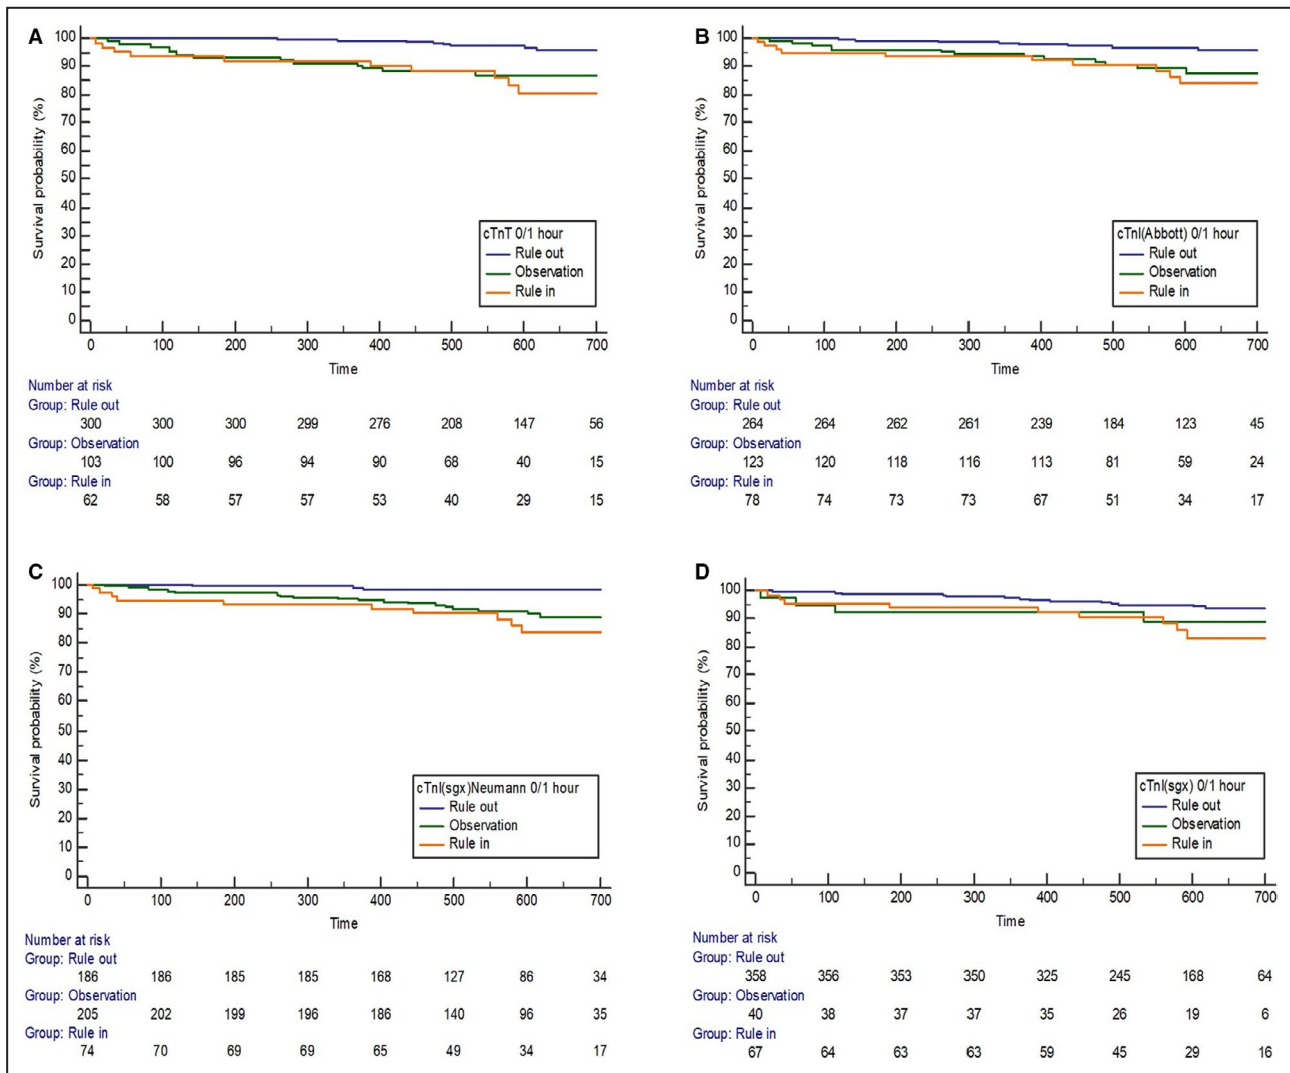 A
Survival probability (%)
100
90
80
70
60
50
40
30
20
10
0
cTnT 0/1 hour
Rule out
Observation
Rule in
0 100 200 300 400 500 600 700
Time
Number at risk
Group: Rule out
300 300 300 299 276 208 147 56
Group: Observation
103 100 96 94 90 68 40 15
Group: Rule in
62 58 57 57 53 40 29 15
B
Survival probability (%)
100
90
80
70
60
50
40
30
20
10
0
cTnI(Abbott) 0/1 hour
Rule out
Observation
Rule in
0 100 200 300 400 500 600 700
Time
Number at risk
Group: Rule out
264 264 262 261 239 184 123 45
Group: Observation
123 120 118 116 113 81 59 24
Group: Rule in
78 74 73 73 67 51 34 17
C
Survival probability (%)
100
90
80
70
60
50
40
30
20
10
0
cTnI(sgx)Neumann 0/1 hour
Rule out
Observation
Rule in
0 100 200 300 400 500 600 700
Time
Number at risk
Group: Rule out
186 186 185 185 168 127 86 34
Group: Observation
205 202 199 196 186 140 96 35
Group: Rule in
74 70 69 69 65 49 34 17
D
Survival probability (%)
100
90
80
70
60
50
40
30
20
10
0
cTnI(sgx) 0/1 hour
Rule out
Observation
Rule in
0 100 200 300 400 500 600 700
Time
Number at risk
Group: Rule out
358 356 353 350 325 245 168 64
Group: Observation
40 38 37 37 35 26 19 6
Group: Rule in
67 64 63 63 59 45 29 16